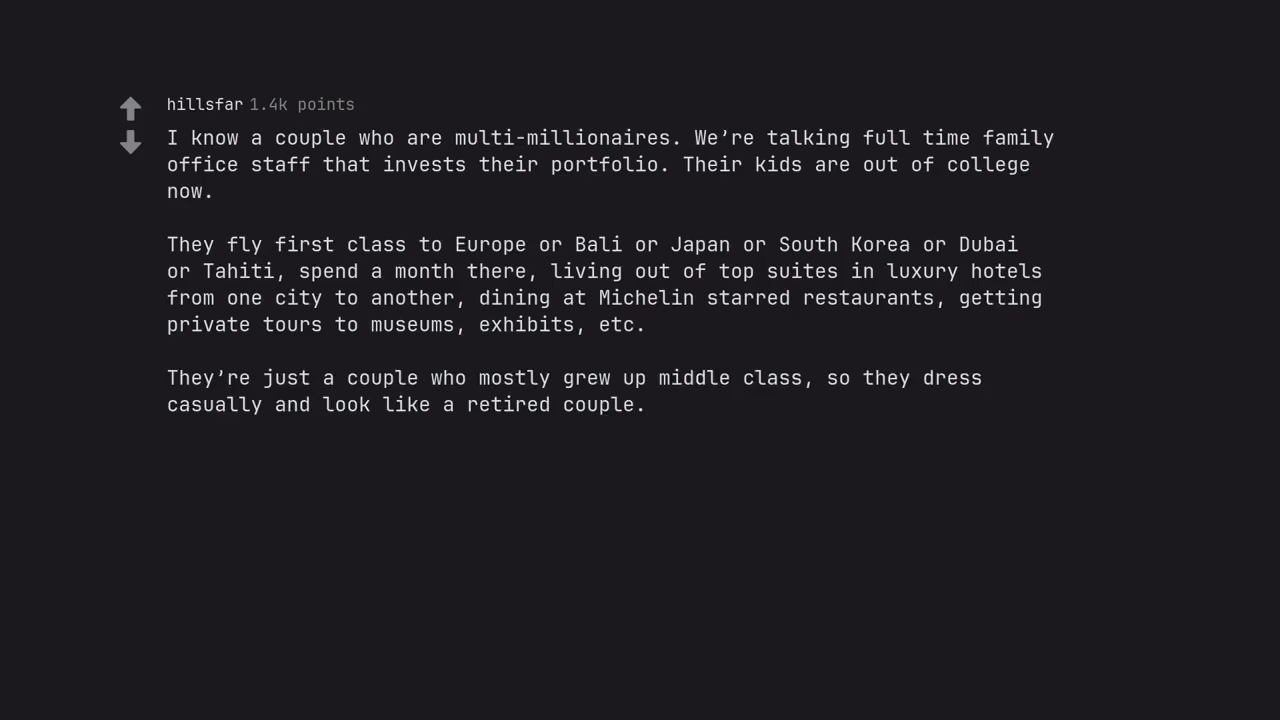 hillsfar 1.4k points
I know a couple who are multi-millionaires. We’re talking full time family
office staff that invests their portfolio. Their kids are out of college
now.
They fly first class to Europe or Bali or Japan or South Korea or Dubai
or Tahiti, spend a month there, living out of top suites in luxury hotels
from one city to another, dining at Michelin starred restaurants, getting
private tours to museums, exhibits, etc.
They’re just a couple who mostly grew up middle class, so they dress
casually and look like a retired couple.